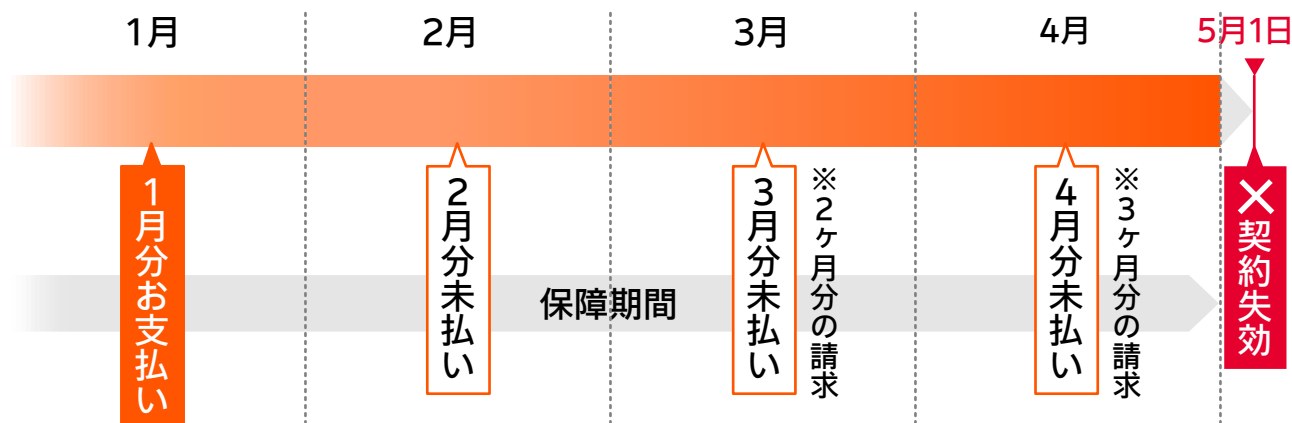 1月
2月
3月
4月
5月1日
1月分お支払い
2月分未払い
3月分未払い
※2ヶ月分の請求
4月分未払い
※3ヶ月分の請求
×契約失効
保障期間